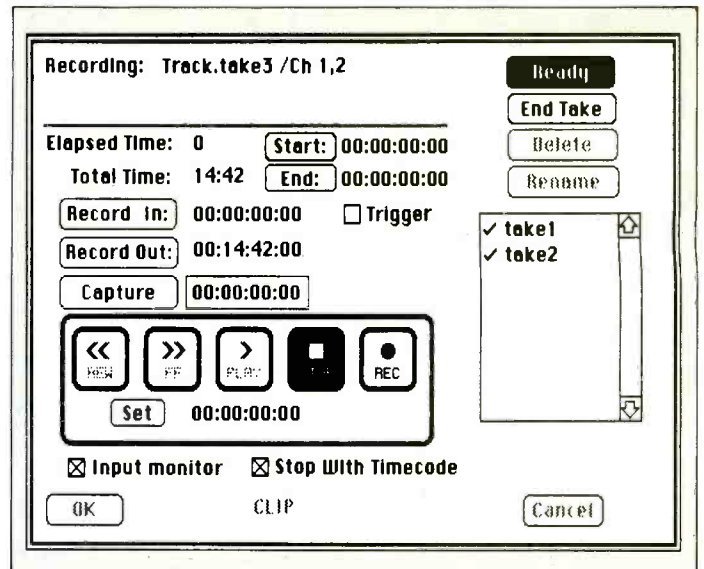 Recording: Track.take3 /Ch 1,2
Ready
End Take
Elapsed Time: 0 Start: 00:00:00:00
Delete
Total Time: 14:42 End: 00:00:00:00
Rename
Record In: 00:00:00:00 Trigger
✓ take1
Record Out: 00:14:42:00
✓ take2
Capture 00:00:00:00
<< >> >
REW FF PLAY REC
Set 00:00:00:00
Input monitor Stop With Timecode
OK CLIP Cancel